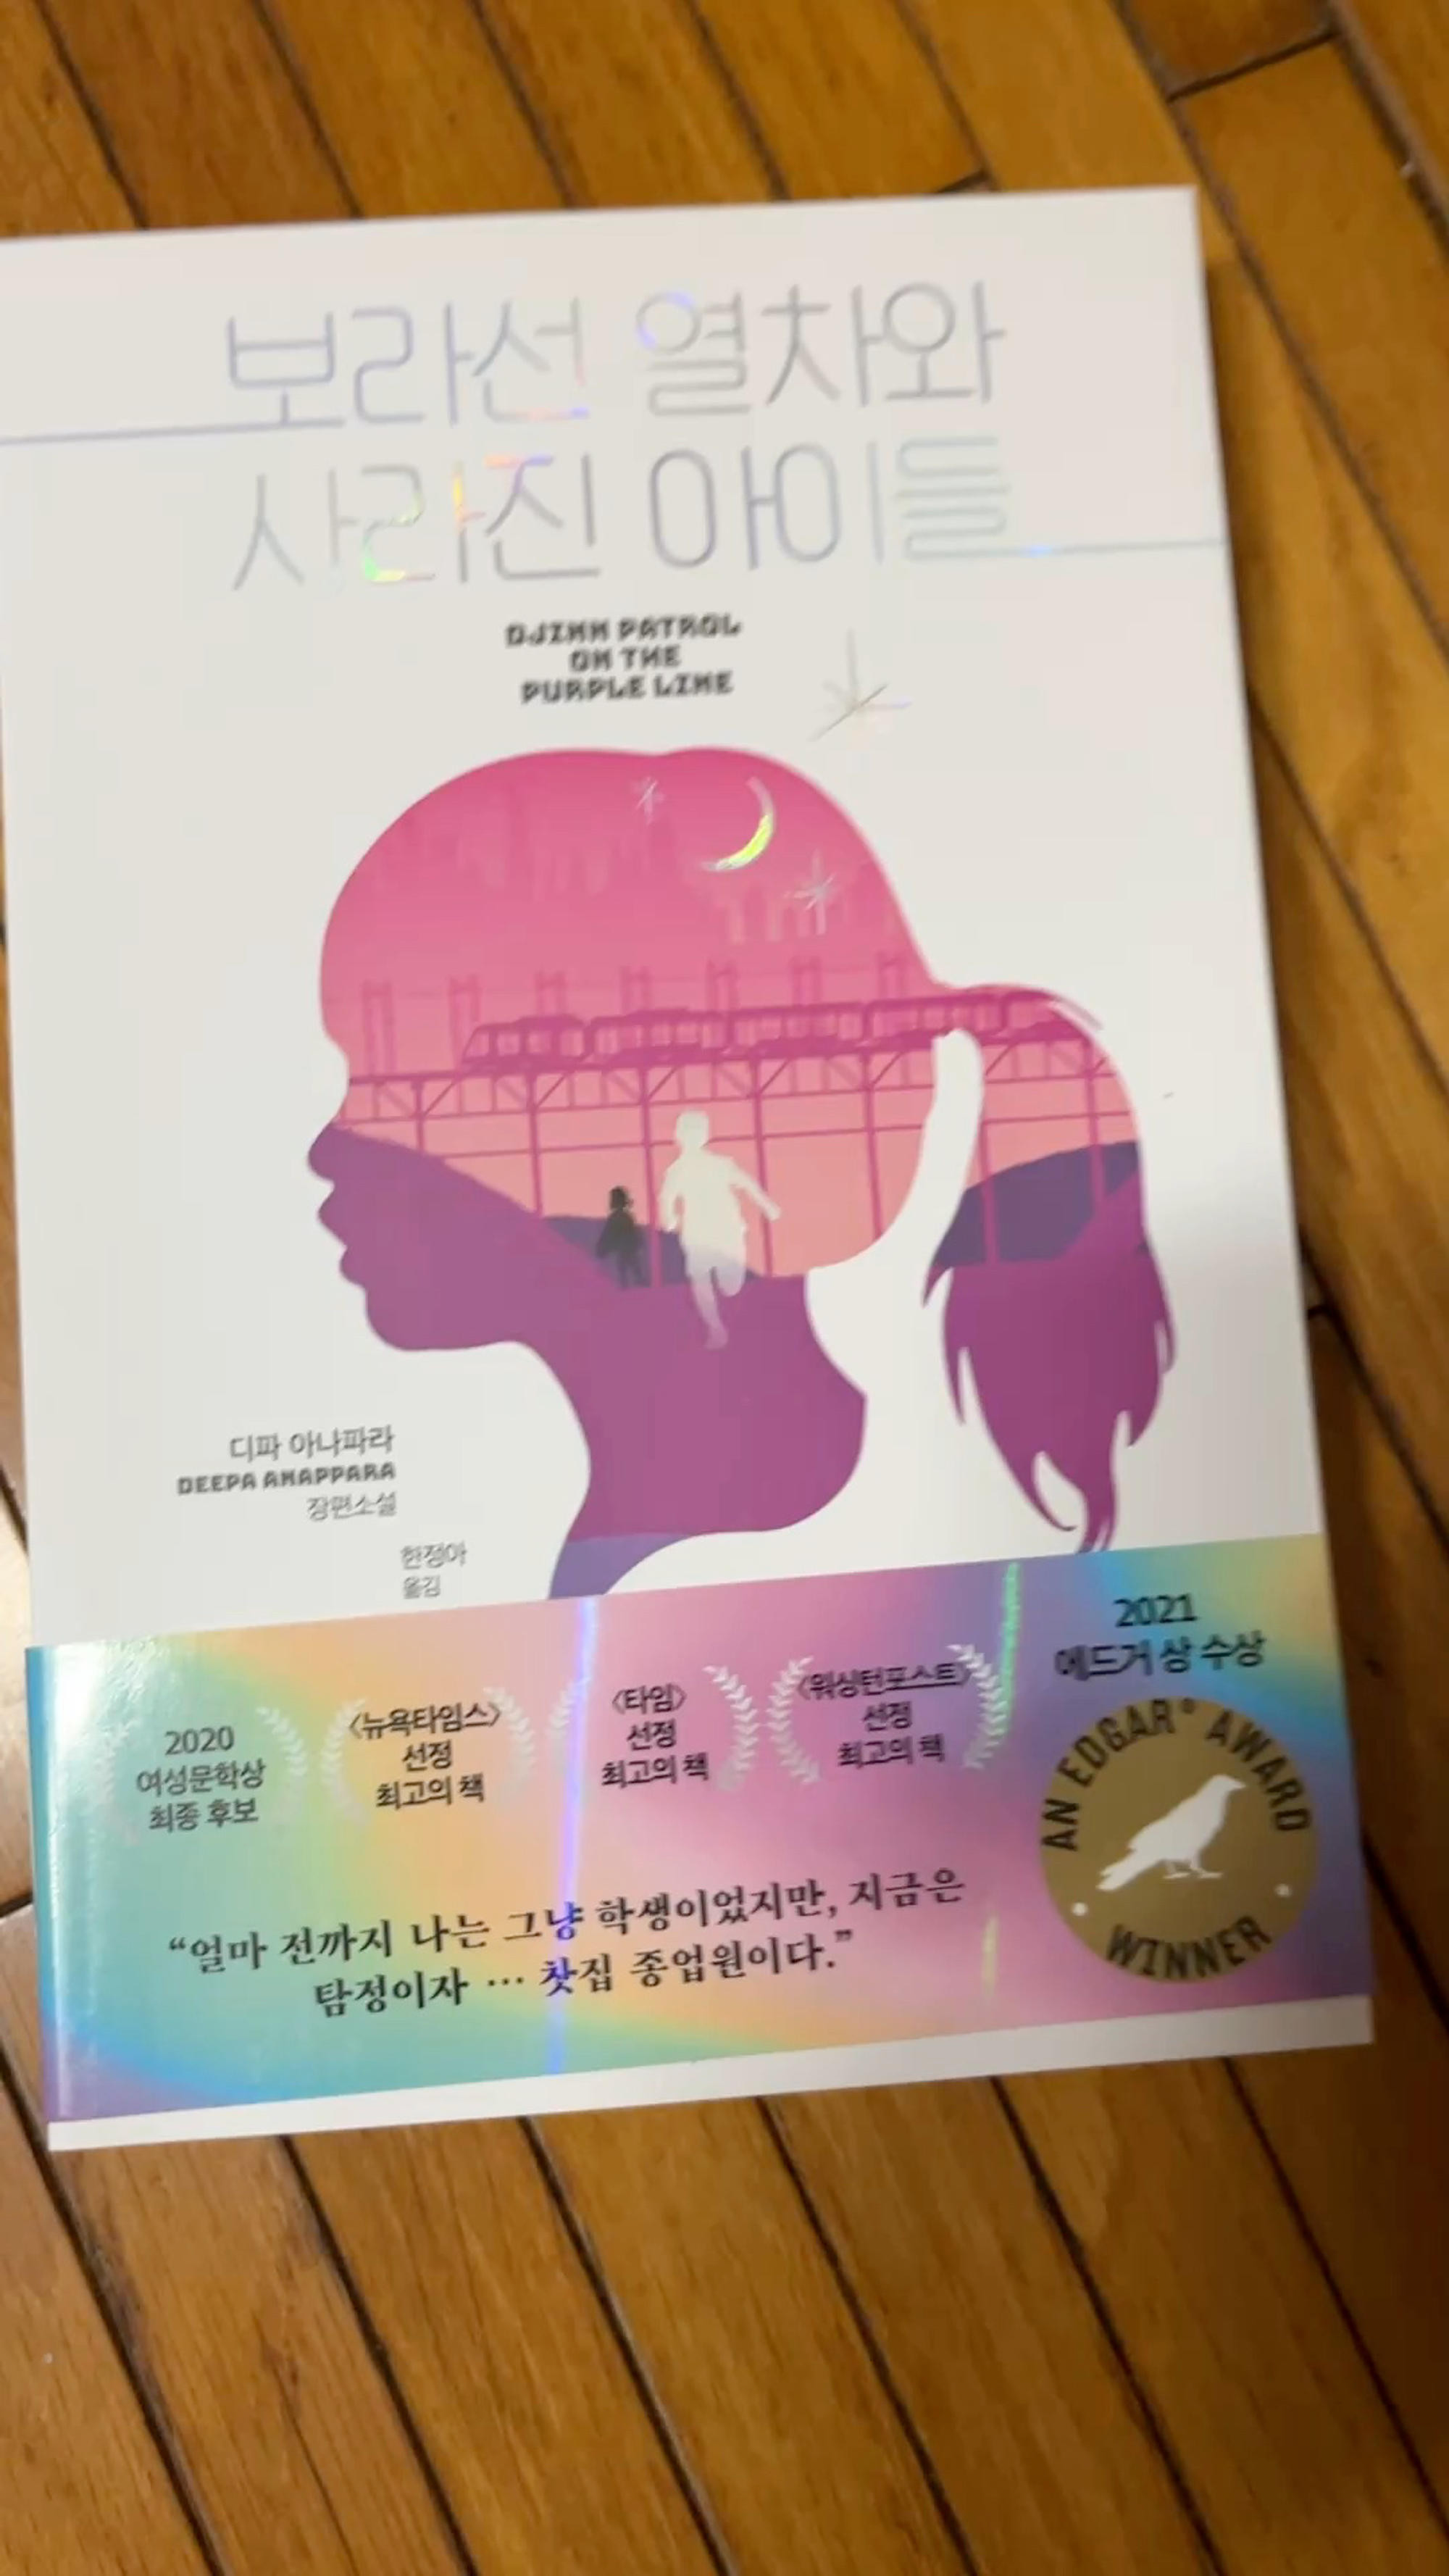 보라선 열차와
사라진 아이들
DJINN PATROL
ON THE
PURPLE LINE
디파 아나파라
DEEPA ANAPPARA
장편소설
한정아
옮김
2020
여성문학상
최종 후보
〈뉴욕타임스〉
선정
최고의 책
〈타임〉
선정
최고의 책
〈워싱턴포스트〉
선정
최고의 책
2021
에드거 상 수상
AN EDGAR® AWARD
WINNER
“얼마 전까지 나는 그냥 학생이었지만, 지금은
탐정이자 … 찻집 종업원이다.”